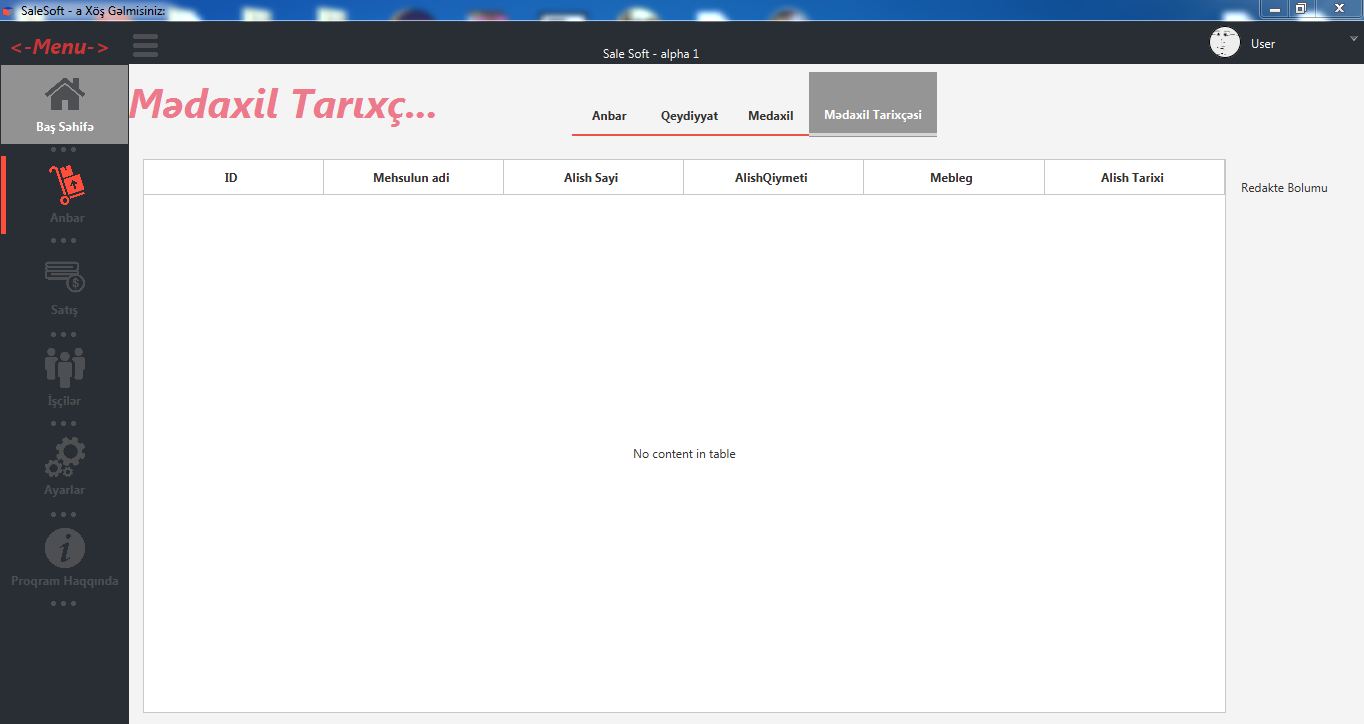 SaleSoft - a Xöş Gəlmisiniz:
<-Menu->
Sale Soft - alpha 1
User
Baş Səhifə
Anbar
Satış
İşçilər
Ayarlar
Proqram Haqqında
Mədaxil Tarıxç...
Anbar
Qeydiyyat
Medaxil
Mədaxil Tarixçəsi
ID
Mehsulun adi
Alish Sayi
AlishQiymeti
Mebleg
Alish Tarixi
Redakte Bolumu
No content in table